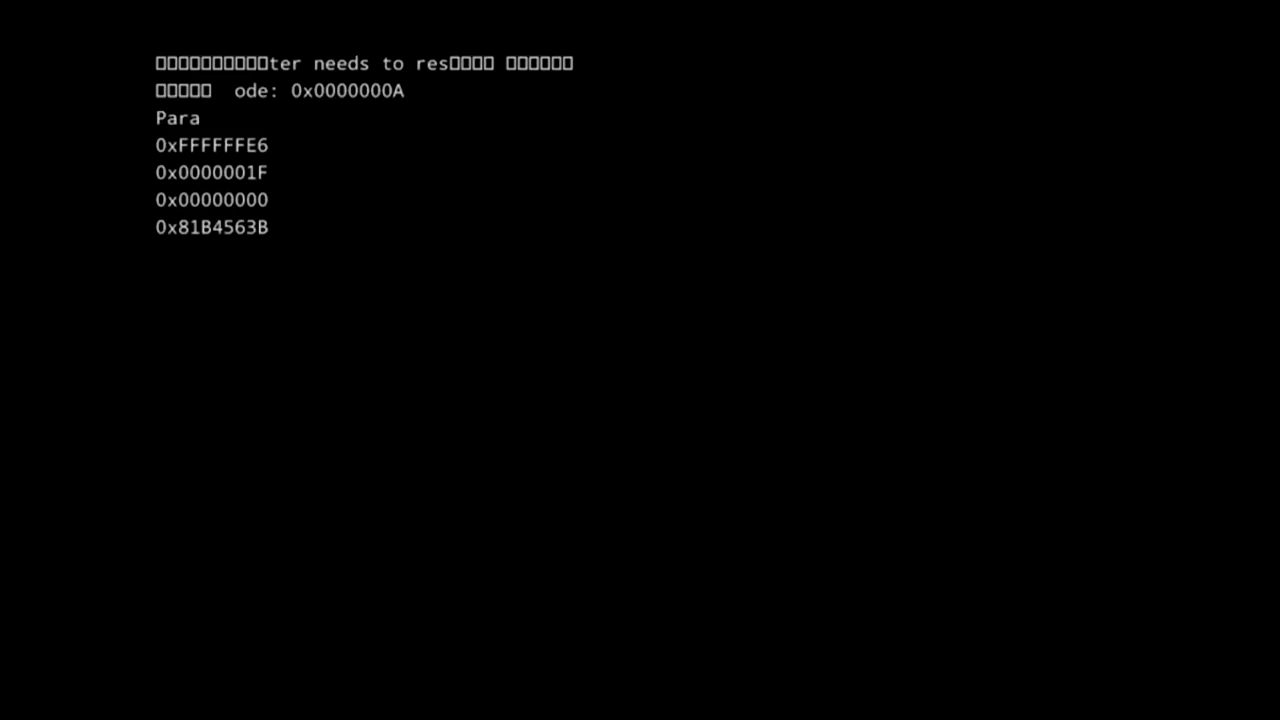 ▯▯▯▯▯▯▯▯▯▯ter needs to res▯▯▯▯ ▯▯▯▯▯▯
▯▯▯▯▯  ode: 0x0000000A
Para
0xFFFFFFE6
0x0000001F
0x00000000
0x81B4563B